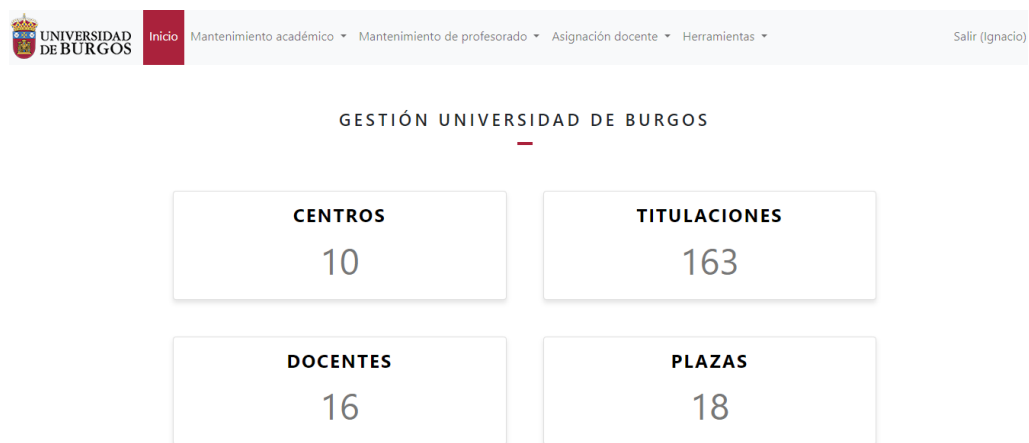 UNIVERSIDAD
DE BURGOS
Inicio Mantenimiento académico Mantenimiento de profesorado Asignación docente Herramientas Salir (Ignacio)
GESTIÓN UNIVERSIDAD DE BURGOS
CENTROS TITULACIONES
10 163
DOCENTES PLAZAS
16 18